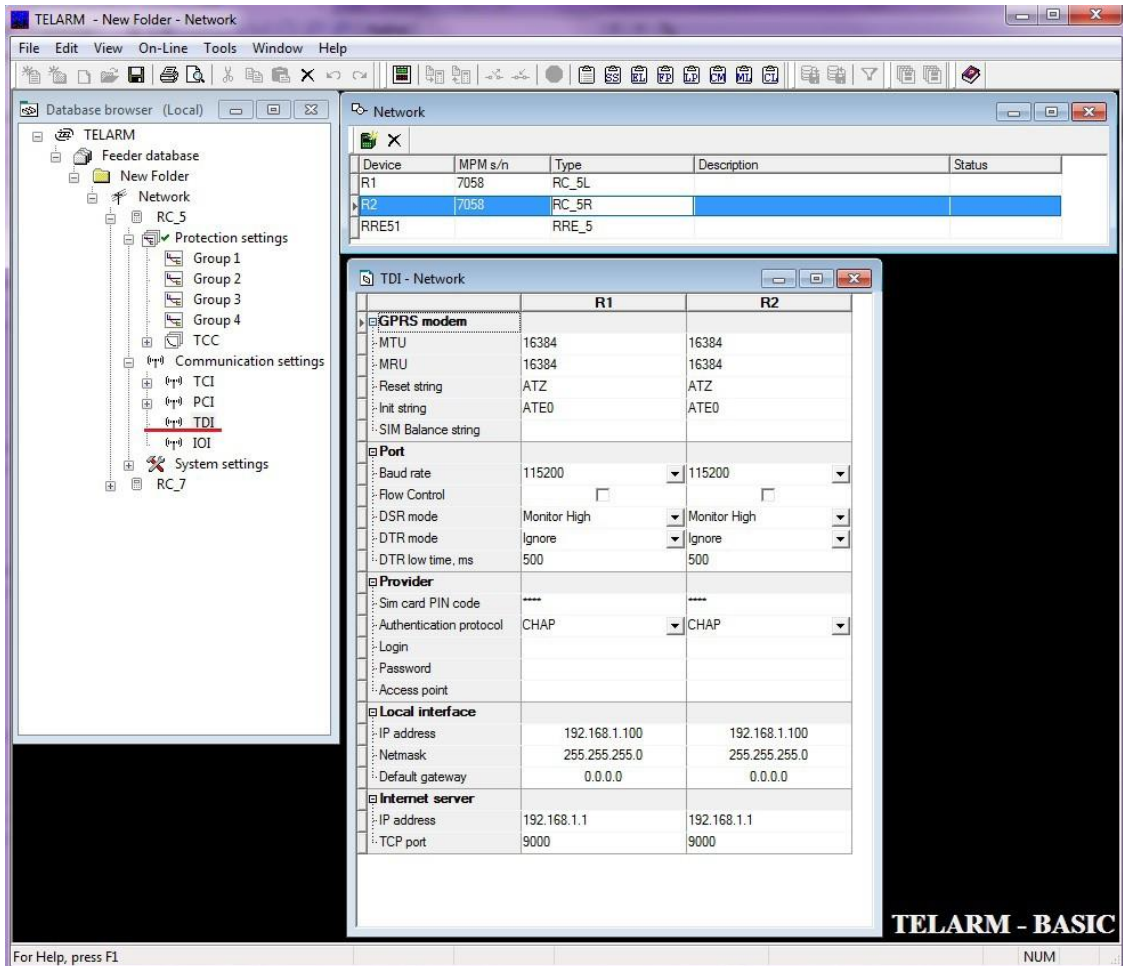 TELARM - New Folder - Network
File Edit View On-Line Tools Window Help
SS EL FP LP CM ML CL
Database browser (Local)
TELARM
Feeder database
New Folder
Network
RC_5
Protection settings
Group 1
Group 2
Group 3
Group 4
TCC
Communication settings
TCI
PCI
TDI
IOI
System settings
RC_7
Network
Device MPM s/n Type Description Status
R1 7058 RC_5L
R2 7058 RC_5R
RRE51 RRE_5
TDI - Network
R1 R2
GPRS modem
MTU 16384 16384
MRU 16384 16384
Reset string ATZ ATZ
Init string ATE0 ATE0
SIM Balance string
Port
Baud rate 115200 115200
Flow Control
DSR mode Monitor High Monitor High
DTR mode Ignore Ignore
DTR low time, ms 500 500
Provider
Sim card PIN code **** ****
Authentication protocol CHAP CHAP
Login
Password
Access point
Local interface
IP address 192.168.1.100 192.168.1.100
Netmask 255.255.255.0 255.255.255.0
Default gateway 0.0.0.0 0.0.0.0
Internet server
IP address 192.168.1.1 192.168.1.1
TCP port 9000 9000
TELARM - BASIC
For Help, press F1 NUM